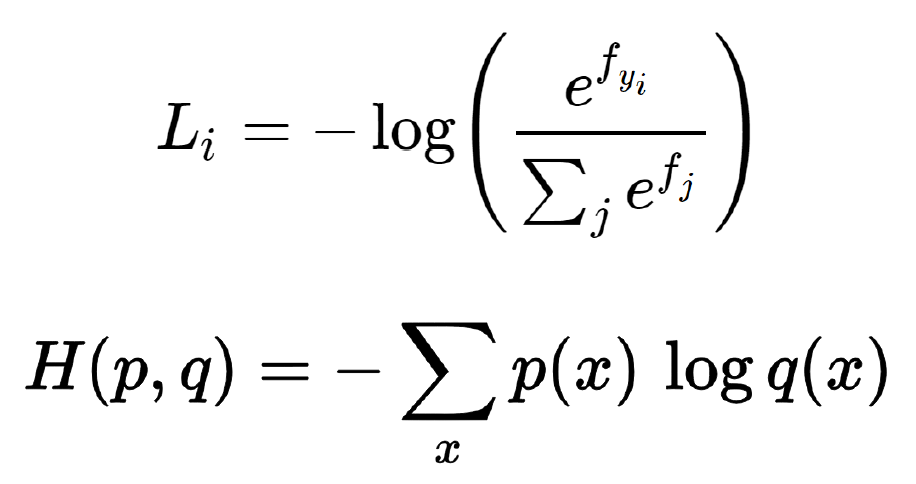 L_i = -\log\left(\frac{e^{f_{y_i}}}{\sum_j e^{f_j}}\right)
H(p, q) = -\sum_x p(x) \log q(x)